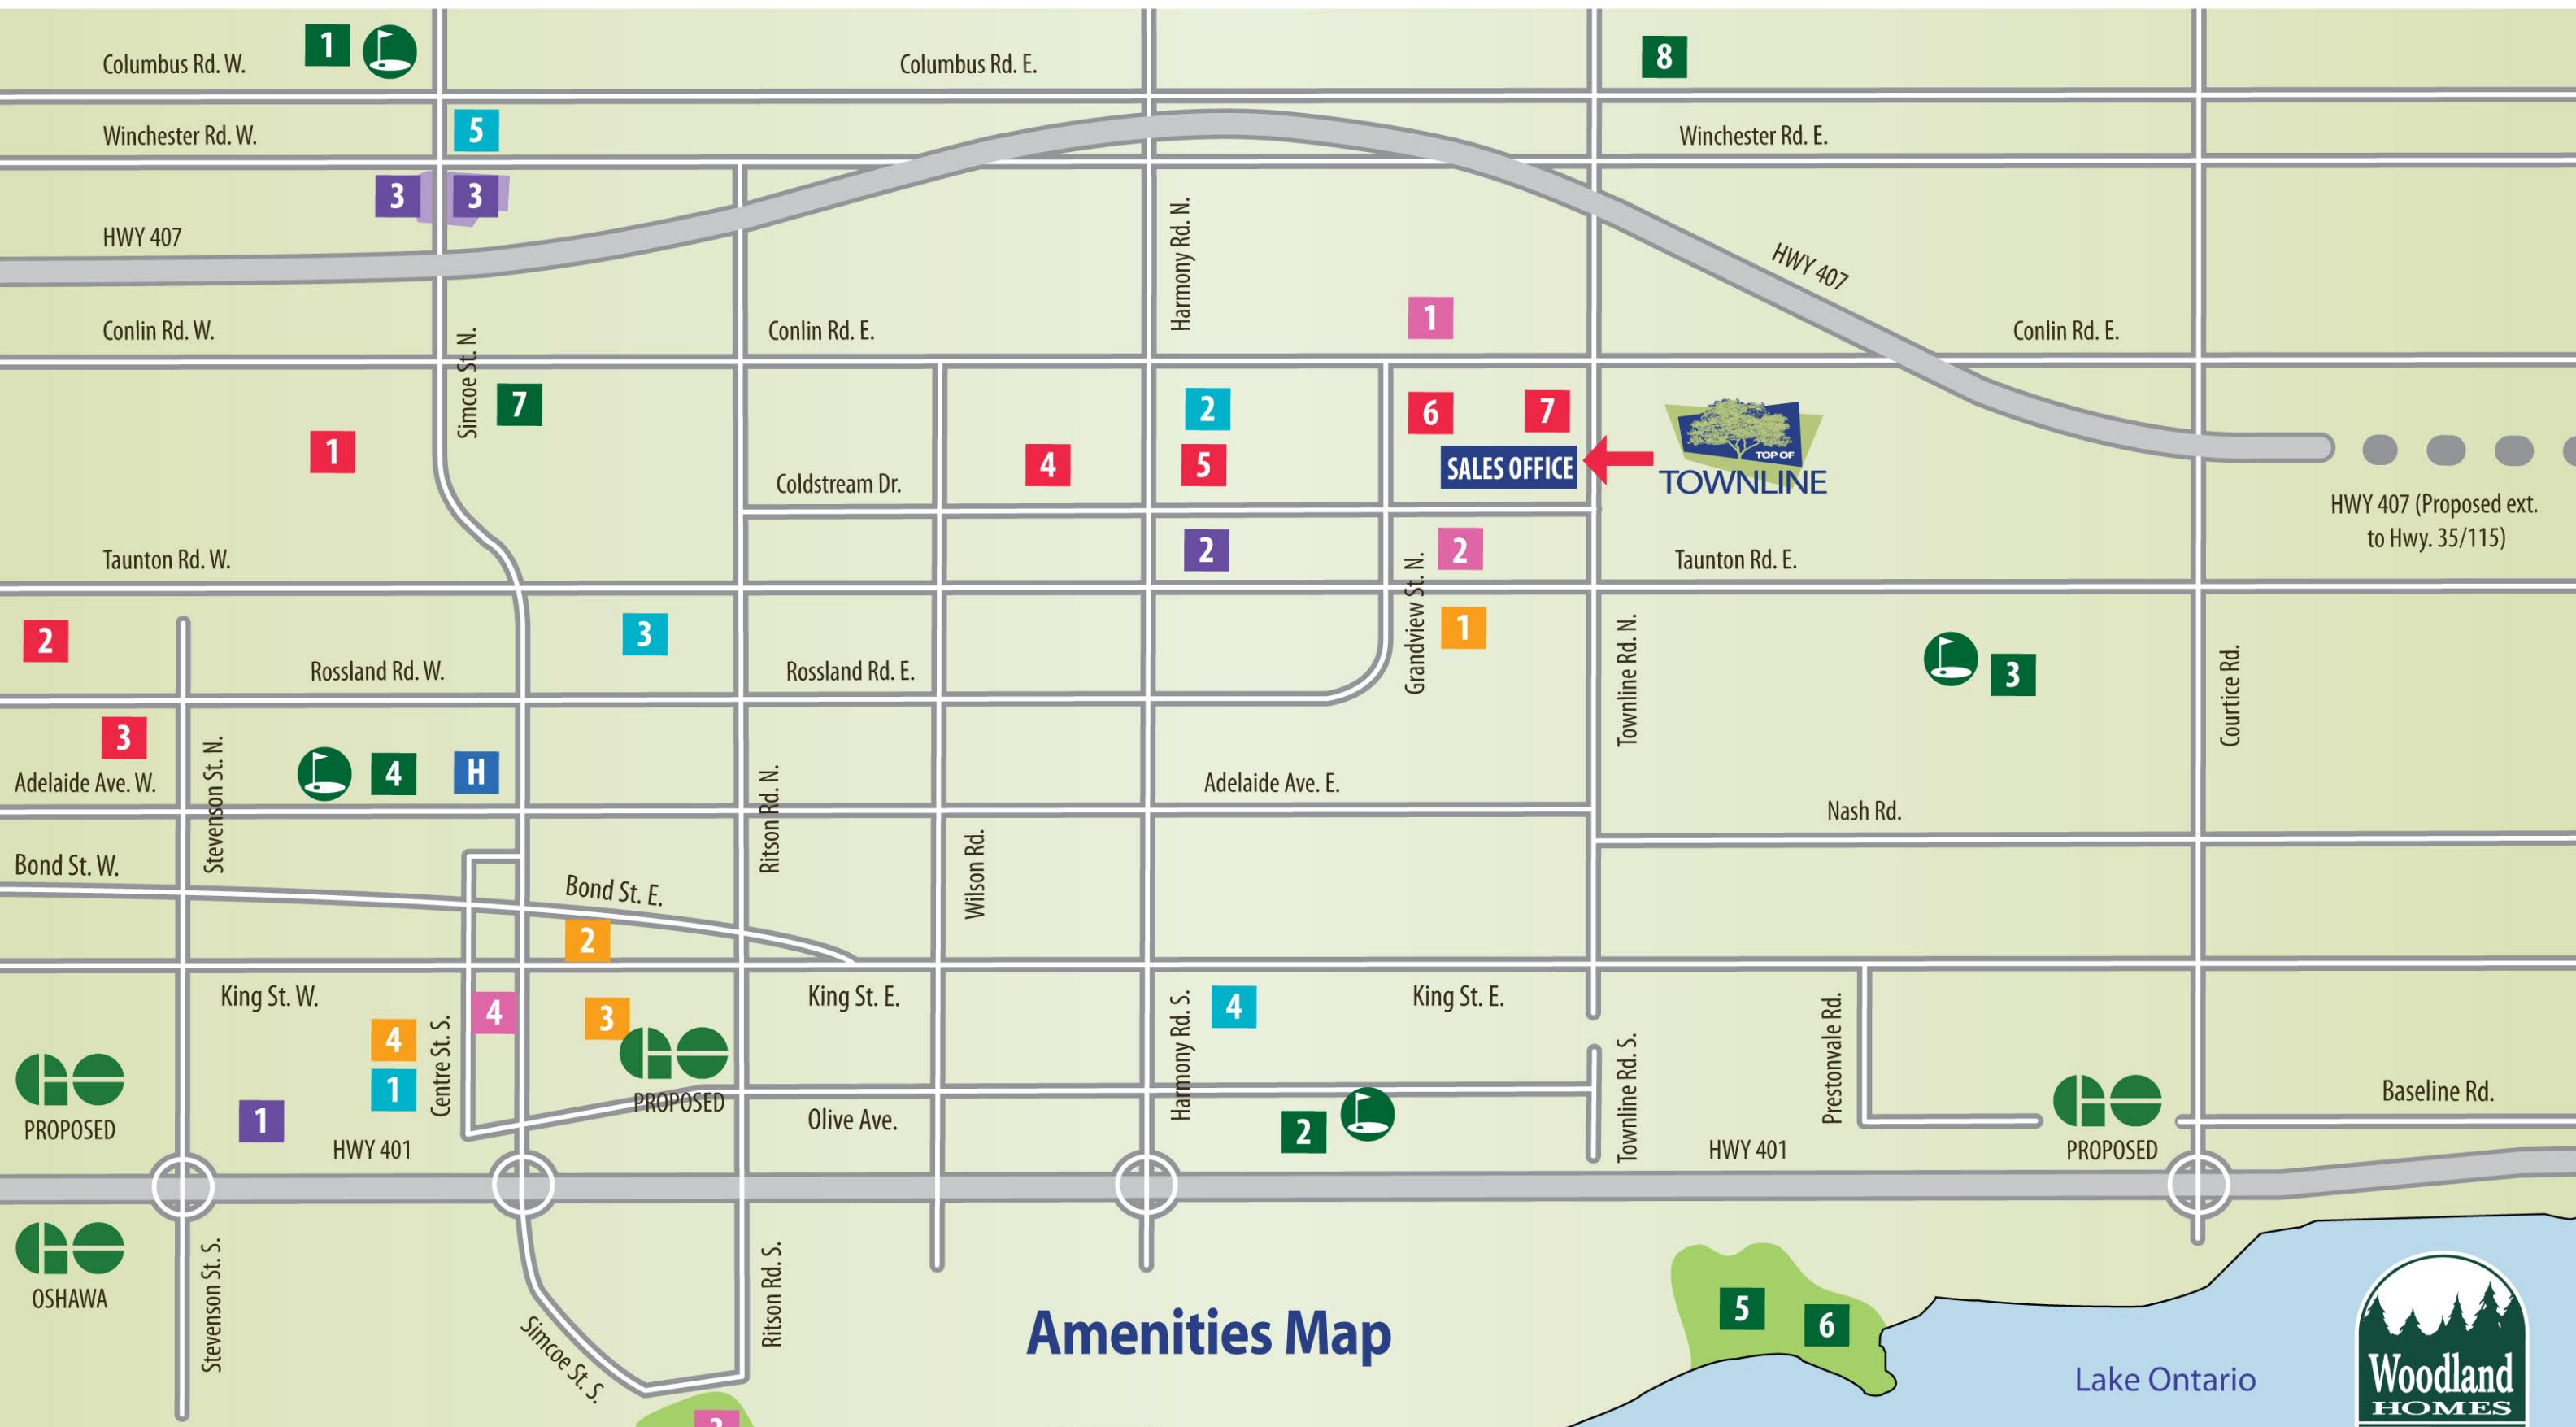 1
Columbus Rd. W.
Columbus Rd. E.
8
Winchester Rd. W.
5
Winchester Rd. E.
3
3
HWY 407
Harmony Rd. N.
HWY 407
Conlin Rd. W.
Simcoe St. N.
Conlin Rd. E.
1
Conlin Rd. E.
7
2
6
7
1
4
5
SALES OFFICE
TOP OF
TOWNLINE
Coldstream Dr.
HWY 407 (Proposed ext.
to Hwy. 35/115)
Taunton Rd. W.
2
2
Taunton Rd. E.
2
3
Grandview St. N.
1
Townline Rd. N.
Rossland Rd. W.
Rossland Rd. E.
3
Courtice Rd.
3
Adelaide Ave. W.
Stevenson St. N.
4
H
Ritson Rd. N.
Adelaide Ave. E.
Nash Rd.
Bond St. W.
Bond St. E.
Wilson Rd.
2
King St. W.
4
3
King St. E.
Harmony Rd. S.
4
King St. E.
Prestonvale Rd.
4
1
Centre St. S.
GO
PROPOSED
1
HWY 401
GO
PROPOSED
Olive Ave.
2
Townline Rd. S.
HWY 401
GO
PROPOSED
Baseline Rd.
GO
OSHAWA
Stevenson St. S.
Simcoe St. S.
Ritson Rd. S.
Amenities Map
5
6
Lake Ontario
Woodland
HOMES